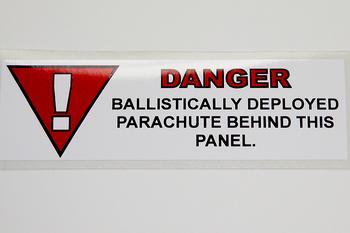 !
DANGER
BALLISTICALLY DEPLOYED
PARACHUTE BEHIND THIS
PANEL.